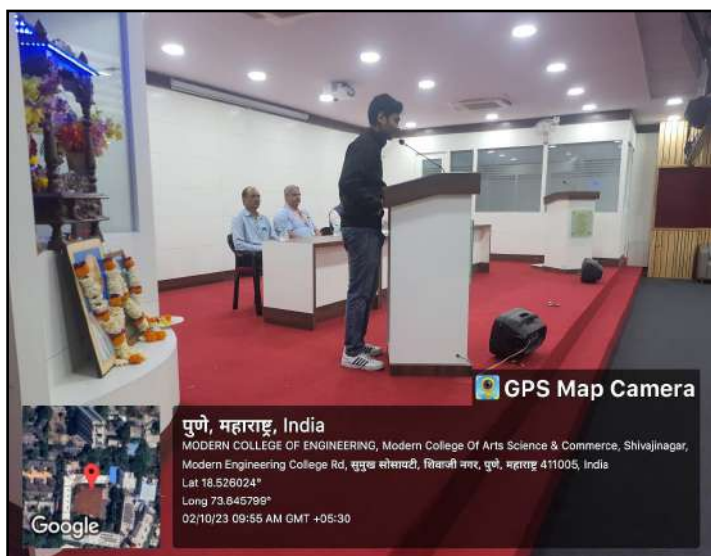 GPS Map Camera
पुणे, महाराष्ट्र, India
MODERN COLLEGE OF ENGINEERING, Modern College Of Arts Science & Commerce, Shivajinagar,
Modern Engineering College Rd, सुमुख सोसायटी, शिवाजी नगर, पुणे, महाराष्ट्र 411005, India
Lat 18.526024°
Long 73.845799°
02/10/23 09:55 AM GMT +05:30
Google